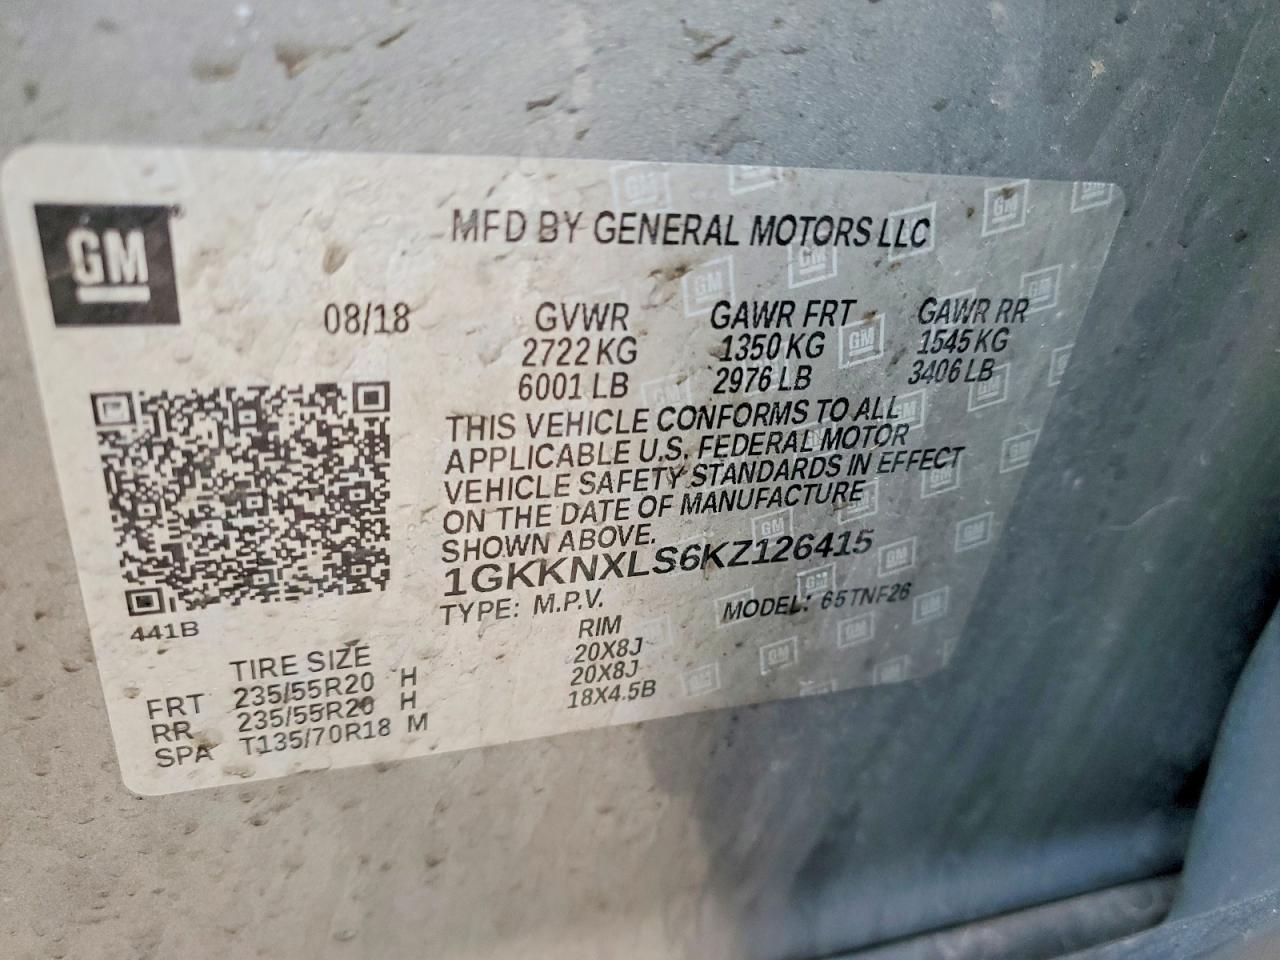 GM
MFD BY GENERAL MOTORS LLC
08/18 GVWR GAWR FRT GAWR RR
2722 KG 1350 KG 1545 KG
6001 LB 2976 LB 3406 LB
THIS VEHICLE CONFORMS TO ALL
APPLICABLE U.S. FEDERAL MOTOR
VEHICLE SAFETY STANDARDS IN EFFECT
ON THE DATE OF MANUFACTURE
SHOWN ABOVE.
1GKKNXLS6KZ126415
TYPE: M.P.V. MODEL: 65TNF26
441B
TIRE SIZE RIM
FRT 235/55R20 H 20X8J
RR 235/55R20 H 20X8J
SPA T135/70R18 M 18X4.5B